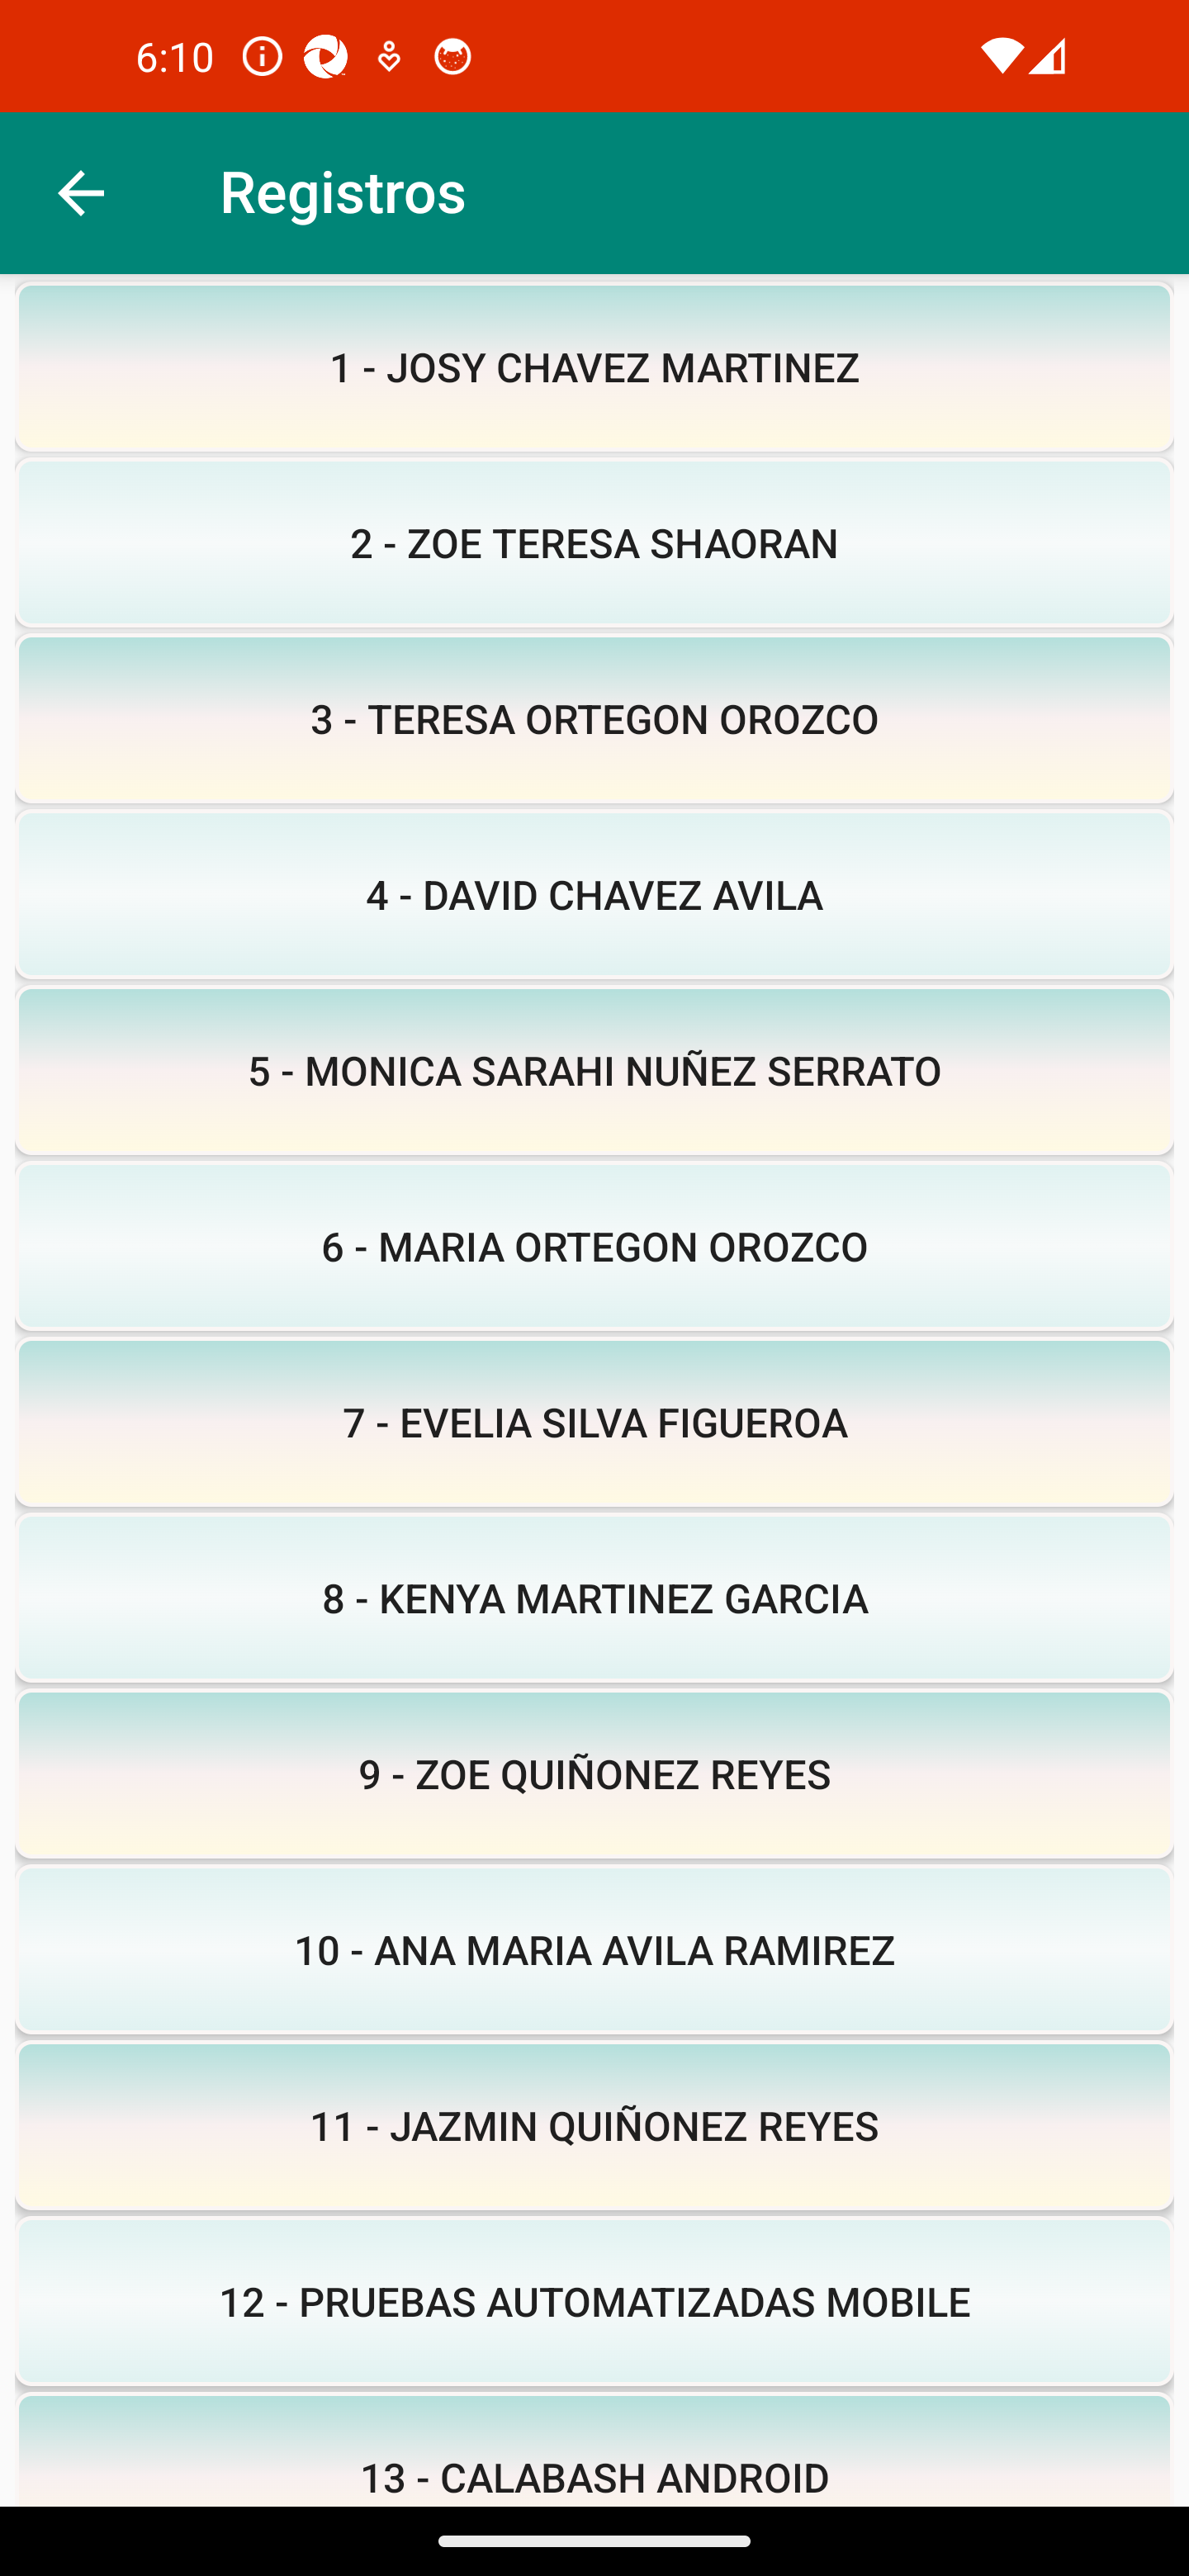 6:10
Registros
1 - JOSY CHAVEZ MARTINEZ
2 - ZOE TERESA SHAORAN
3 - TERESA ORTEGON OROZCO
4 - DAVID CHAVEZ AVILA
5 - MONICA SARAHI NUÑEZ SERRATO
6 - MARIA ORTEGON OROZCO
7 - EVELIA SILVA FIGUEROA
8 - KENYA MARTINEZ GARCIA
9 - ZOE QUIÑONEZ REYES
10 - ANA MARIA AVILA RAMIREZ
11 - JAZMIN QUIÑONEZ REYES
12 - PRUEBAS AUTOMATIZADAS MOBILE
13 - CALABASH ANDROID